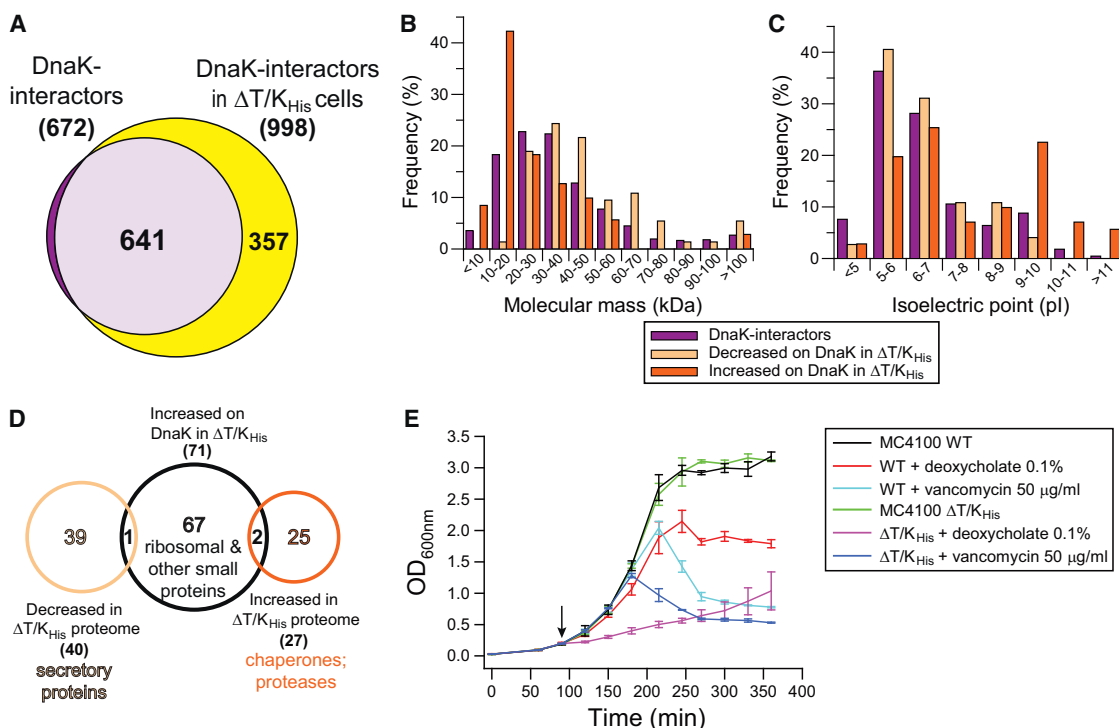 A
DnaK-
interactors
(672)
DnaK-interactors
in ΔT/KHis cells
(998)
641
357
B
Frequency (%)
40
30
20
10
0
<10
10-20
20-30
30-40
40-50
50-60
60-70
70-80
80-90
90-100
>100
Molecular mass (kDa)
C
Frequency (%)
40
30
20
10
0
<5
5-6
6-7
7-8
8-9
9-10
10-11
>11
Isoelectric point (pI)
DnaK-interactors
Decreased on DnaK in ΔT/KHis
Increased on DnaK in ΔT/KHis
D
Increased on
DnaK in ΔT/KHis
(71)
39
1
67
ribosomal &
other small
proteins
2
25
Decreased in
ΔT/KHis proteome
(40)
secretory
proteins
Increased in
ΔT/KHis proteome
(27)
chaperones;
proteases
E
OD600nm
3.5
3.0
2.5
2.0
1.5
1.0
0.5
0.0
0
50
100
150
200
250
300
350
400
Time (min)
MC4100 WT
WT + deoxycholate 0.1%
WT + vancomycin 50 μg/ml
MC4100 ΔT/KHis
ΔT/KHis + deoxycholate 0.1%
ΔT/KHis + vancomycin 50 μg/ml